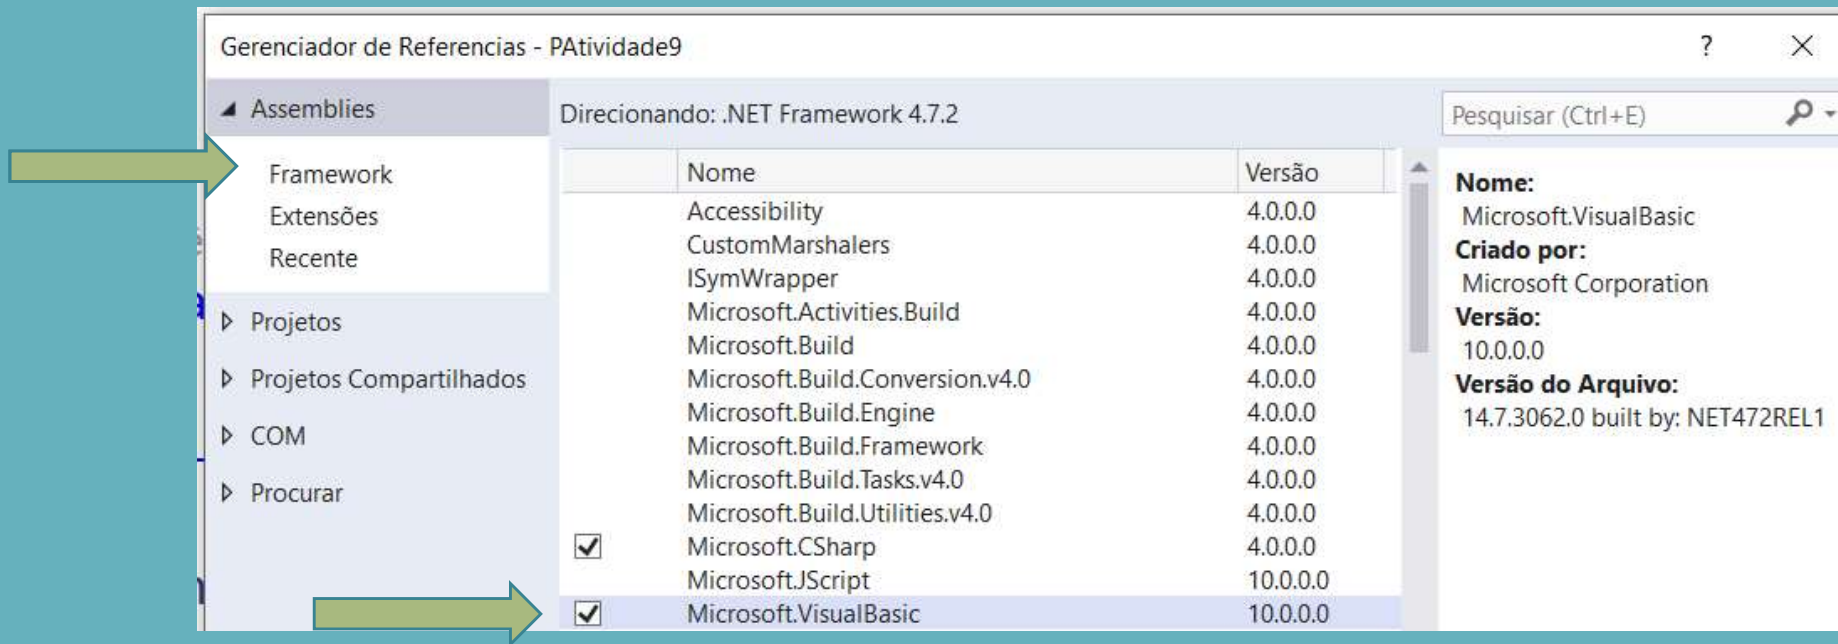 Gerenciador de Referencias - PAtividade9
?
Assemblies
Framework
Extensões
Recente
Projetos
Projetos Compartilhados
COM
Procurar
Direcionando: .NET Framework 4.7.2
Nome Versão
Accessibility 4.0.0.0
CustomMarshalers 4.0.0.0
ISymWrapper 4.0.0.0
Microsoft.Activities.Build 4.0.0.0
Microsoft.Build 4.0.0.0
Microsoft.Build.Conversion.v4.0 4.0.0.0
Microsoft.Build.Engine 4.0.0.0
Microsoft.Build.Framework 4.0.0.0
Microsoft.Build.Tasks.v4.0 4.0.0.0
Microsoft.Build.Utilities.v4.0 4.0.0.0
Microsoft.CSharp 4.0.0.0
Microsoft.JScript 10.0.0.0
Microsoft.VisualBasic 10.0.0.0
Pesquisar (Ctrl+E)
Nome:
Microsoft.VisualBasic
Criado por:
Microsoft Corporation
Versão:
10.0.0.0
Versão do Arquivo:
14.7.3062.0 built by: NET472REL1